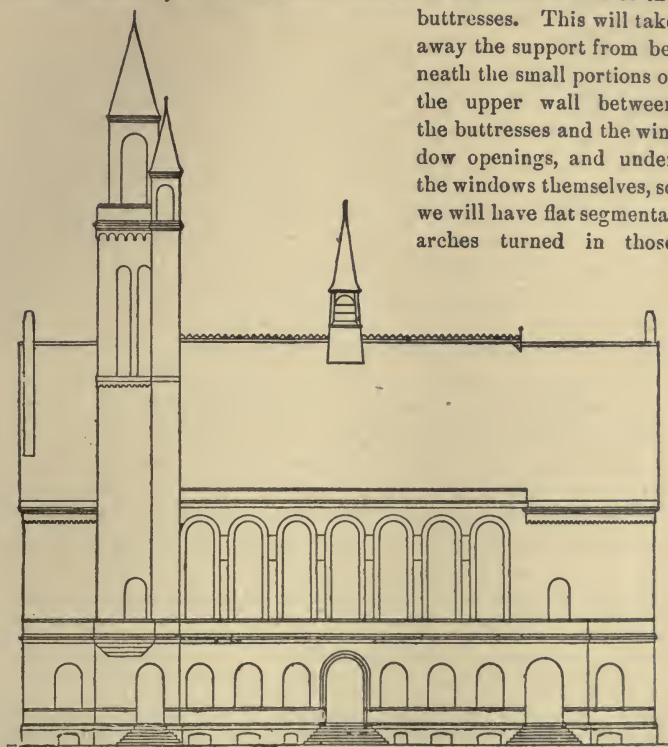 buttresses. This will take
away the support from be
neath the small portions o
the upper wall between
the buttresses and the win
dow openings, and under
the windows themselves, so
we will have flat segmenta
arches turned in those